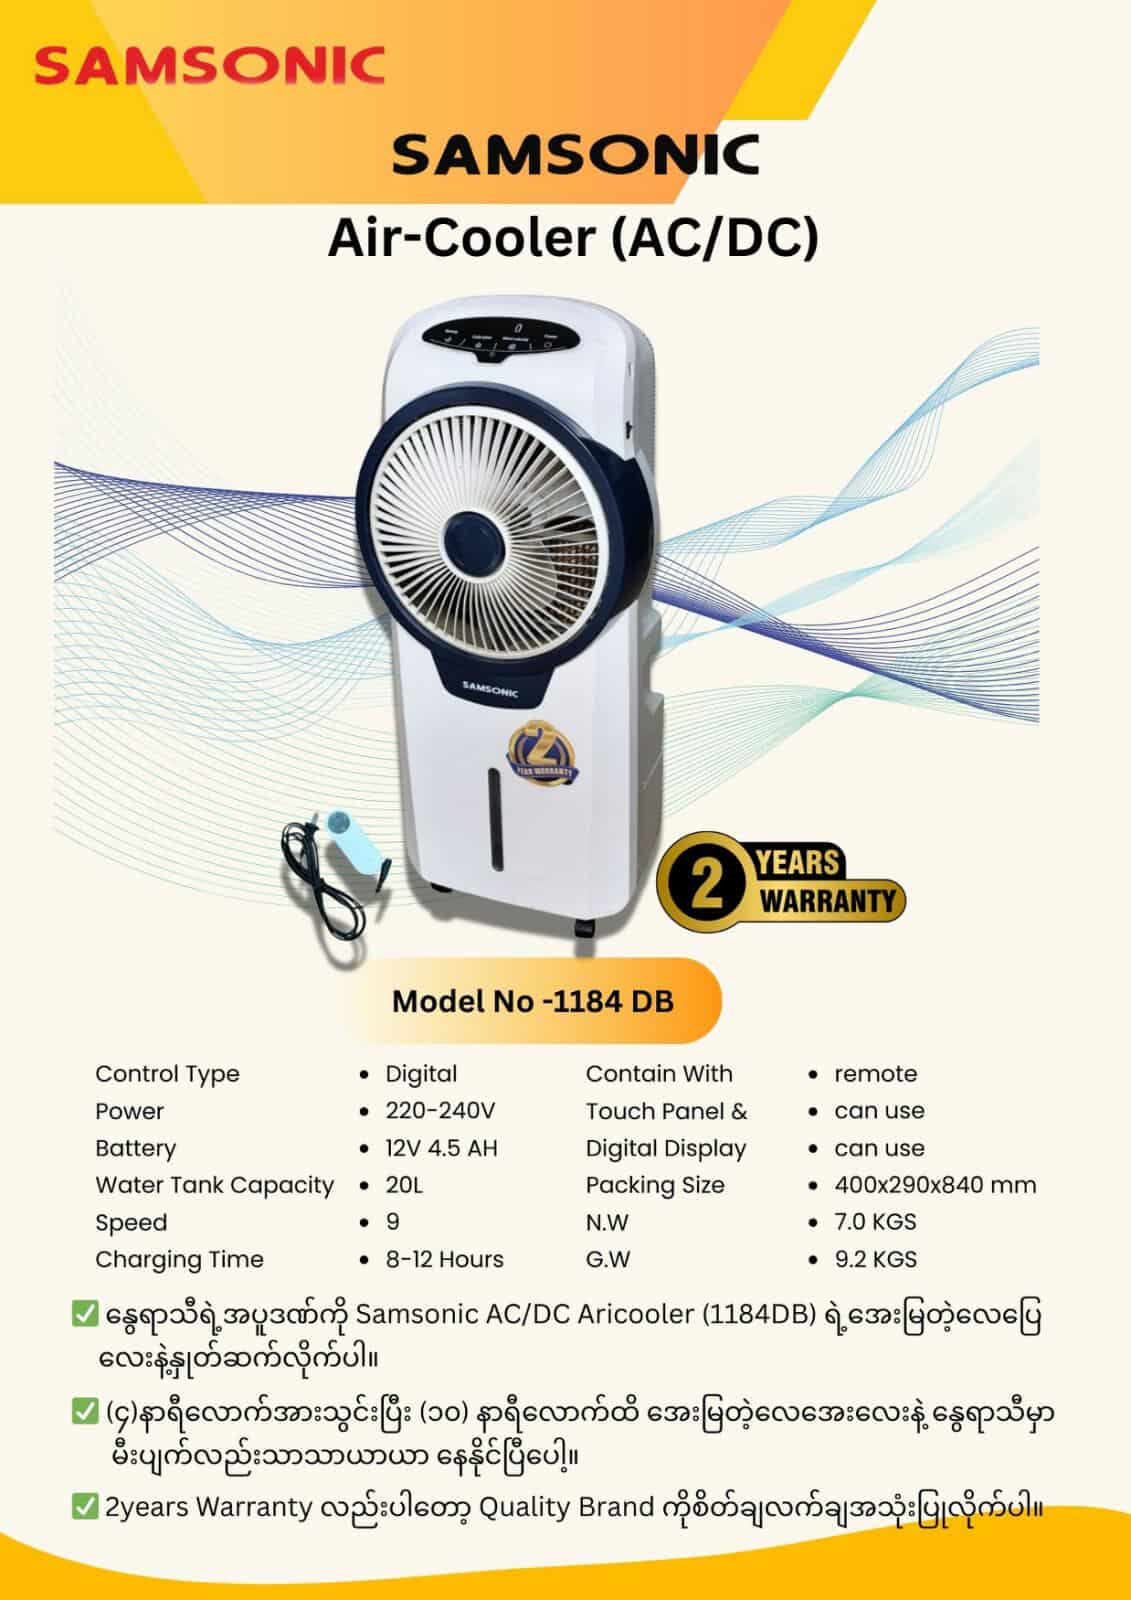 SAMSONIC
SAMSONIC
Air-Cooler (AC/DC)
0
SAMSONIC
2
YEAR WARRANTY
2 YEARS
WARRANTY
Model No -1184 DB
Control Type • Digital Contain With • remote
Power • 220-240V Touch Panel & • can use
Battery • 12V 4.5 AH Digital Display • can use
Water Tank Capacity • 20L Packing Size • 400x290x840 mm
Speed • 9 N.W • 7.0 KGS
Charging Time • 8-12 Hours G.W • 9.2 KGS
✅ နွေရာသီရဲ့အပူဒဏ်ကို Samsonic AC/DC Aricooler (1184DB) ရဲ့အေးမြတဲ့လေပြေ
လေးနဲ့နှုတ်ဆက်လိုက်ပါ။
✅ (၄)နာရီလောက်အားသွင်းပြီး (၁၀) နာရီလောက်ထိ အေးမြတဲ့လေအေးလေးနဲ့ နွေရာသီမှာ
မီးပျက်လည်းသာသာယာယာ နေနိုင်ပြီပေါ့။
✅ 2years Warranty လည်းပါတော့ Quality Brand ကိုစိတ်ချလက်ချအသုံးပြုလိုက်ပါ။